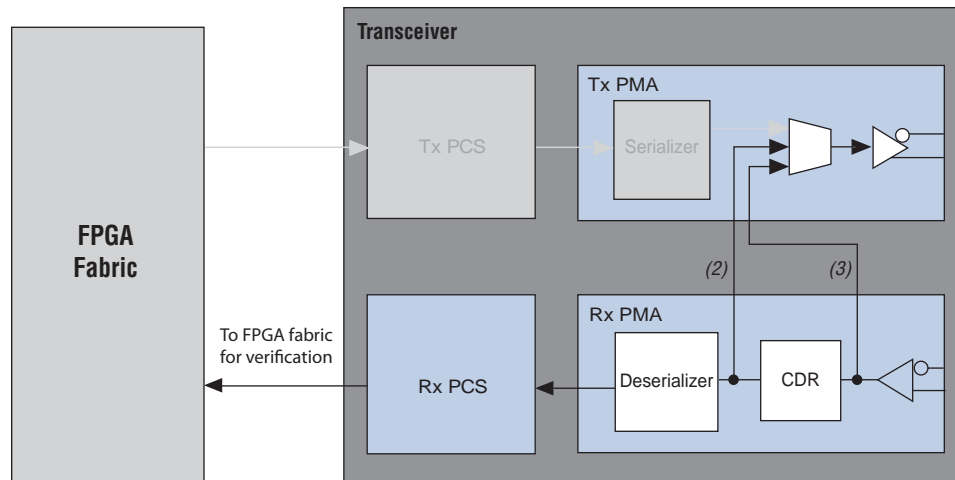 Transceiver
Tx PMA
Tx PCS
Serializer
FPGA
Fabric
(2)
(3)
Rx PMA
To FPGA fabric
for verification
Rx PCS
Deserializer
CDR